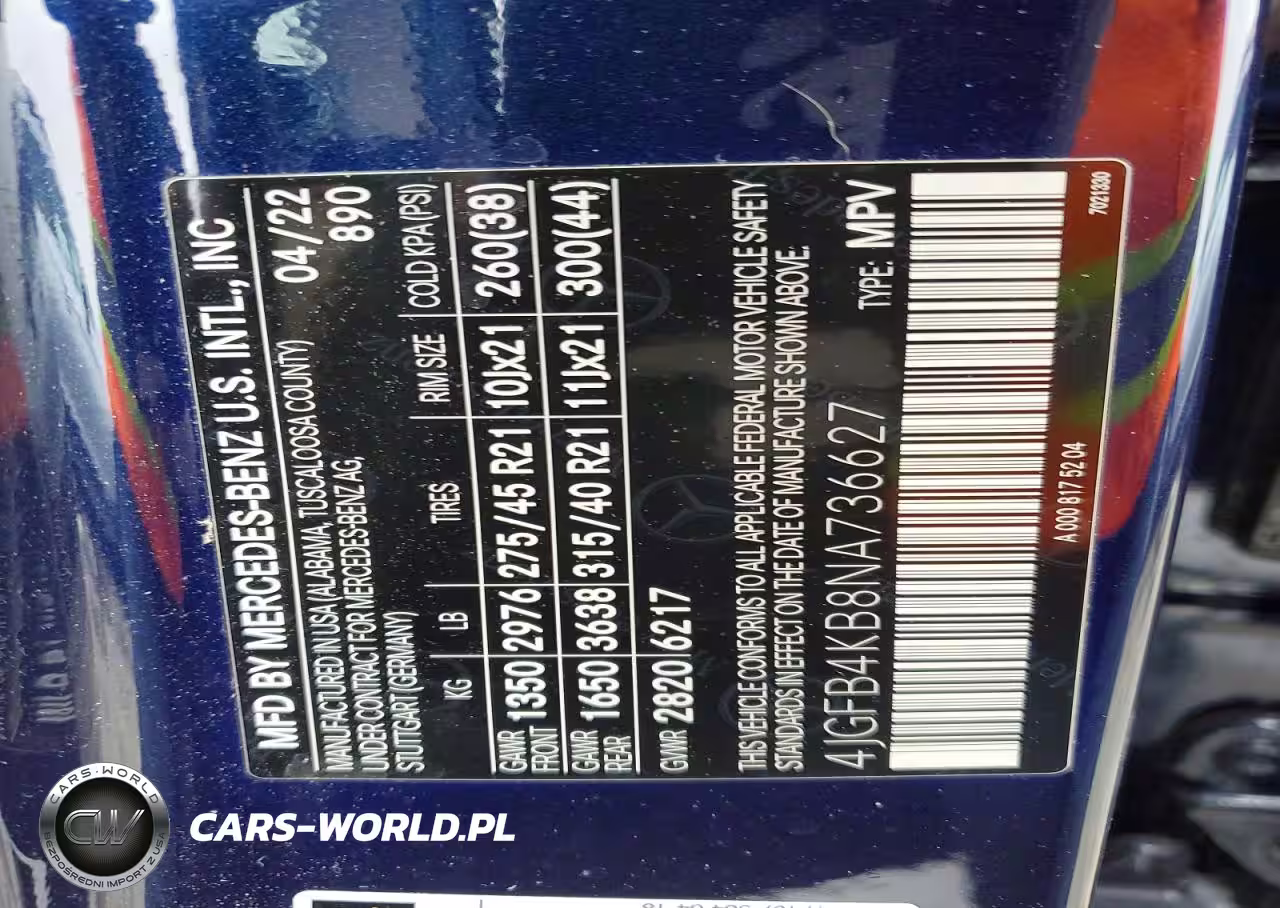 MFD BY MERCEDES-BENZ U.S. INTL., INC
MANUFACTURED IN USA (ALABAMA, TUSCALOOSA COUNTY) 04/22
UNDER CONTRACT FOR MERCEDES-BENZ AG, 890
STUTTGART (GERMANY)
KG LB TIRES RIM SIZE COLD KPA (PSI)
GAWR FRONT 1350 2976 275/45 R21 10Jx21 260(38)
GAWR REAR 1650 3638 315/40 R21 11Jx21 300(44)
GVWR 2820 6217
THIS VEHICLE CONFORMS TO ALL APPLICABLE FEDERAL MOTOR VEHICLE SAFETY
STANDARDS IN EFFECT ON THE DATE OF MANUFACTURE SHOWN ABOVE.
4JGFB4KB8NA736627 TYPE: MPV
A 000 817 52 04 7021330
CARS-WORLD
CW
BEZPOŚREDNI IMPORT Z USA
CARS-WORLD.PL